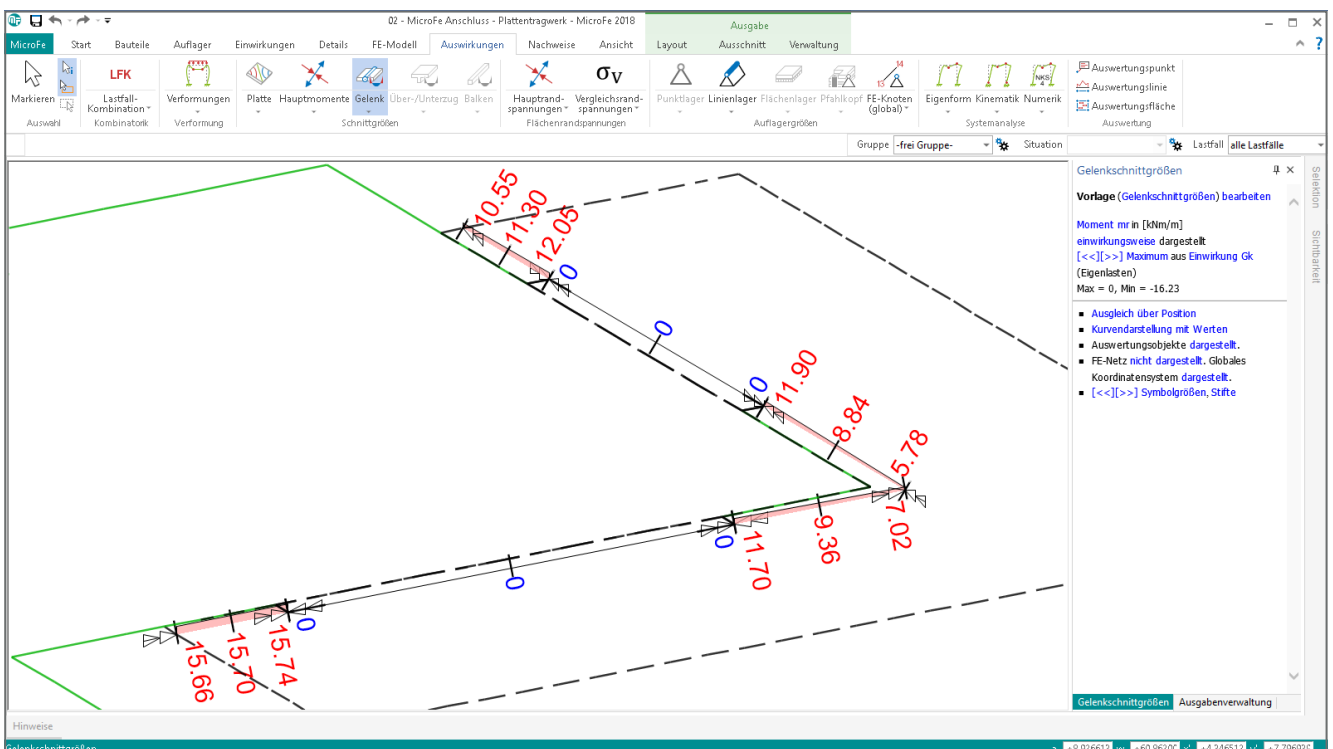 02 - MicroFe Anschluss - Plattentragwerk - MicroFe 2018
Ausgabe
MicroFe Start Bauteile Auflager Einwirkungen Details FE-Modell Auswirkungen Nachweise Ansicht Layout Ausschnitt Verwaltung
LFK
σv
14
13
NKS
4
Markieren
Lastfall-
Kombination
Verformungen
Platte Hauptmomente Gelenk Über-/Unterzug Balken
Hauptrand-
spannungen
Vergleichsrand-
spannungen
Punktlager Linienlager Flächenlager Pfahlkopf FE-Knoten
(global)
Eigenform Kinematik Numerik
Auswertungspunkt
Auswertungslinie
Auswertungsfläche
Auswahl Kombinatorik Verformung Schnittgrößen Flächenrandspannungen Auflagergrößen Systemanalyse Auswertung
Gruppe -frei Gruppe- Situation Lastfall alle Lastfälle
10.55
11.30
12.05
0
0
0
11.90
8.84
5.78
7.02
9.36
11.70
0
0
0
15.74
15.70
15.66
Gelenkschnittgrößen
Vorlage (Gelenkschnittgrößen) bearbeiten
Moment mr in [kNm/m]
einwirkungsweise dargestellt
[<<][>>] Maximum aus Einwirkung Gk
(Eigenlasten)
Max = 0, Min = -16.23
Ausgleich über Position
Kurvendarstellung mit Werten
Auswertungsobjekte dargestellt.
FE-Netz nicht dargestellt. Globales
Koordinatensystem dargestellt.
[<<][>>] Symbolgrößen, Stifte
Gelenkschnittgrößen Ausgabenverwaltung
Selektion
Sichtbarkeit
Hinweise
Gelenkschnittgrößen